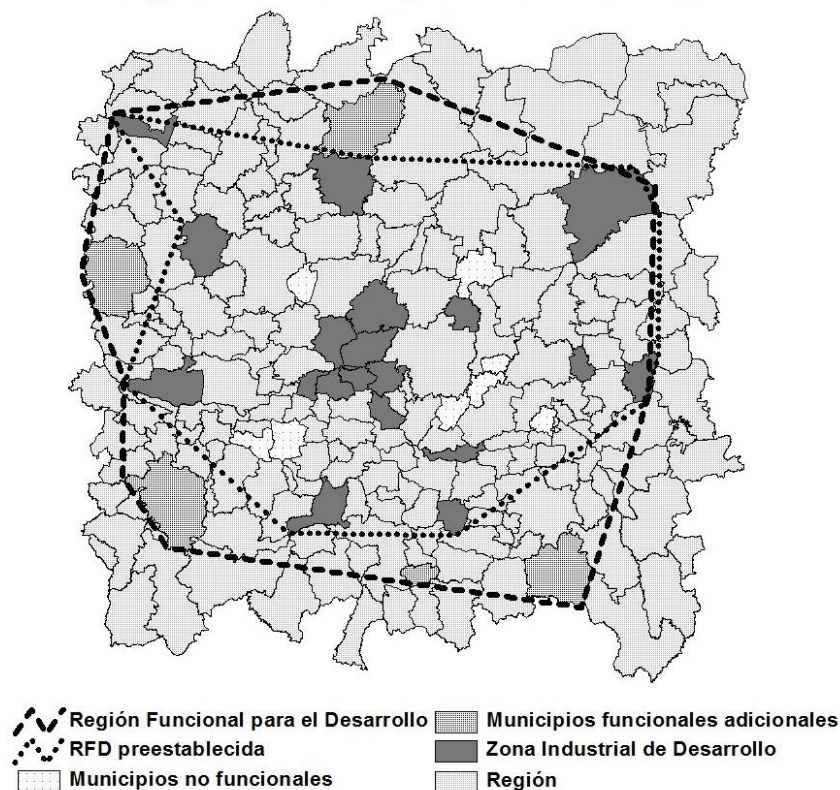 Región Funcional para el Desarrollo
Municipios funcionales adicionales
RFD preestablecida
Zona Industrial de Desarrollo
Municipios no funcionales
Región